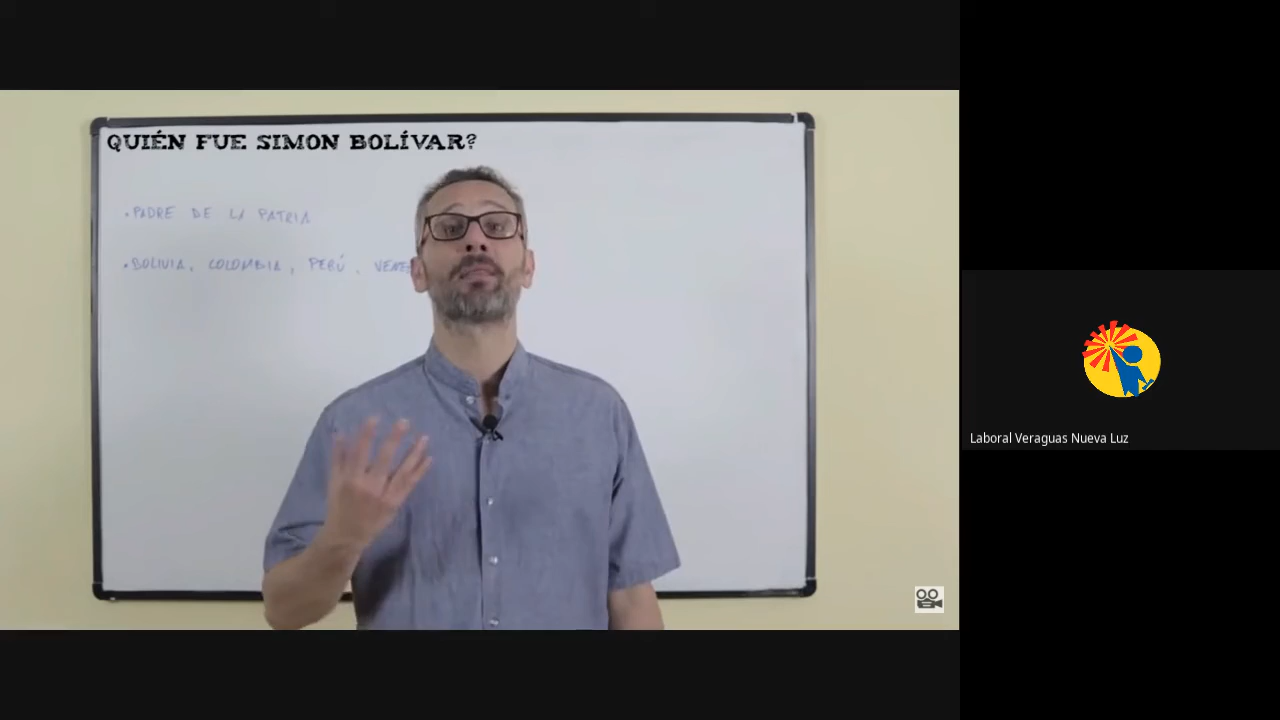 QUIÉN FUE SIMON BOLÍVAR?
•PADRE DE LA PATRIA
•BOLIVIA, COLOMBIA, PERÚ,
Laboral Veraguas Nueva Luz